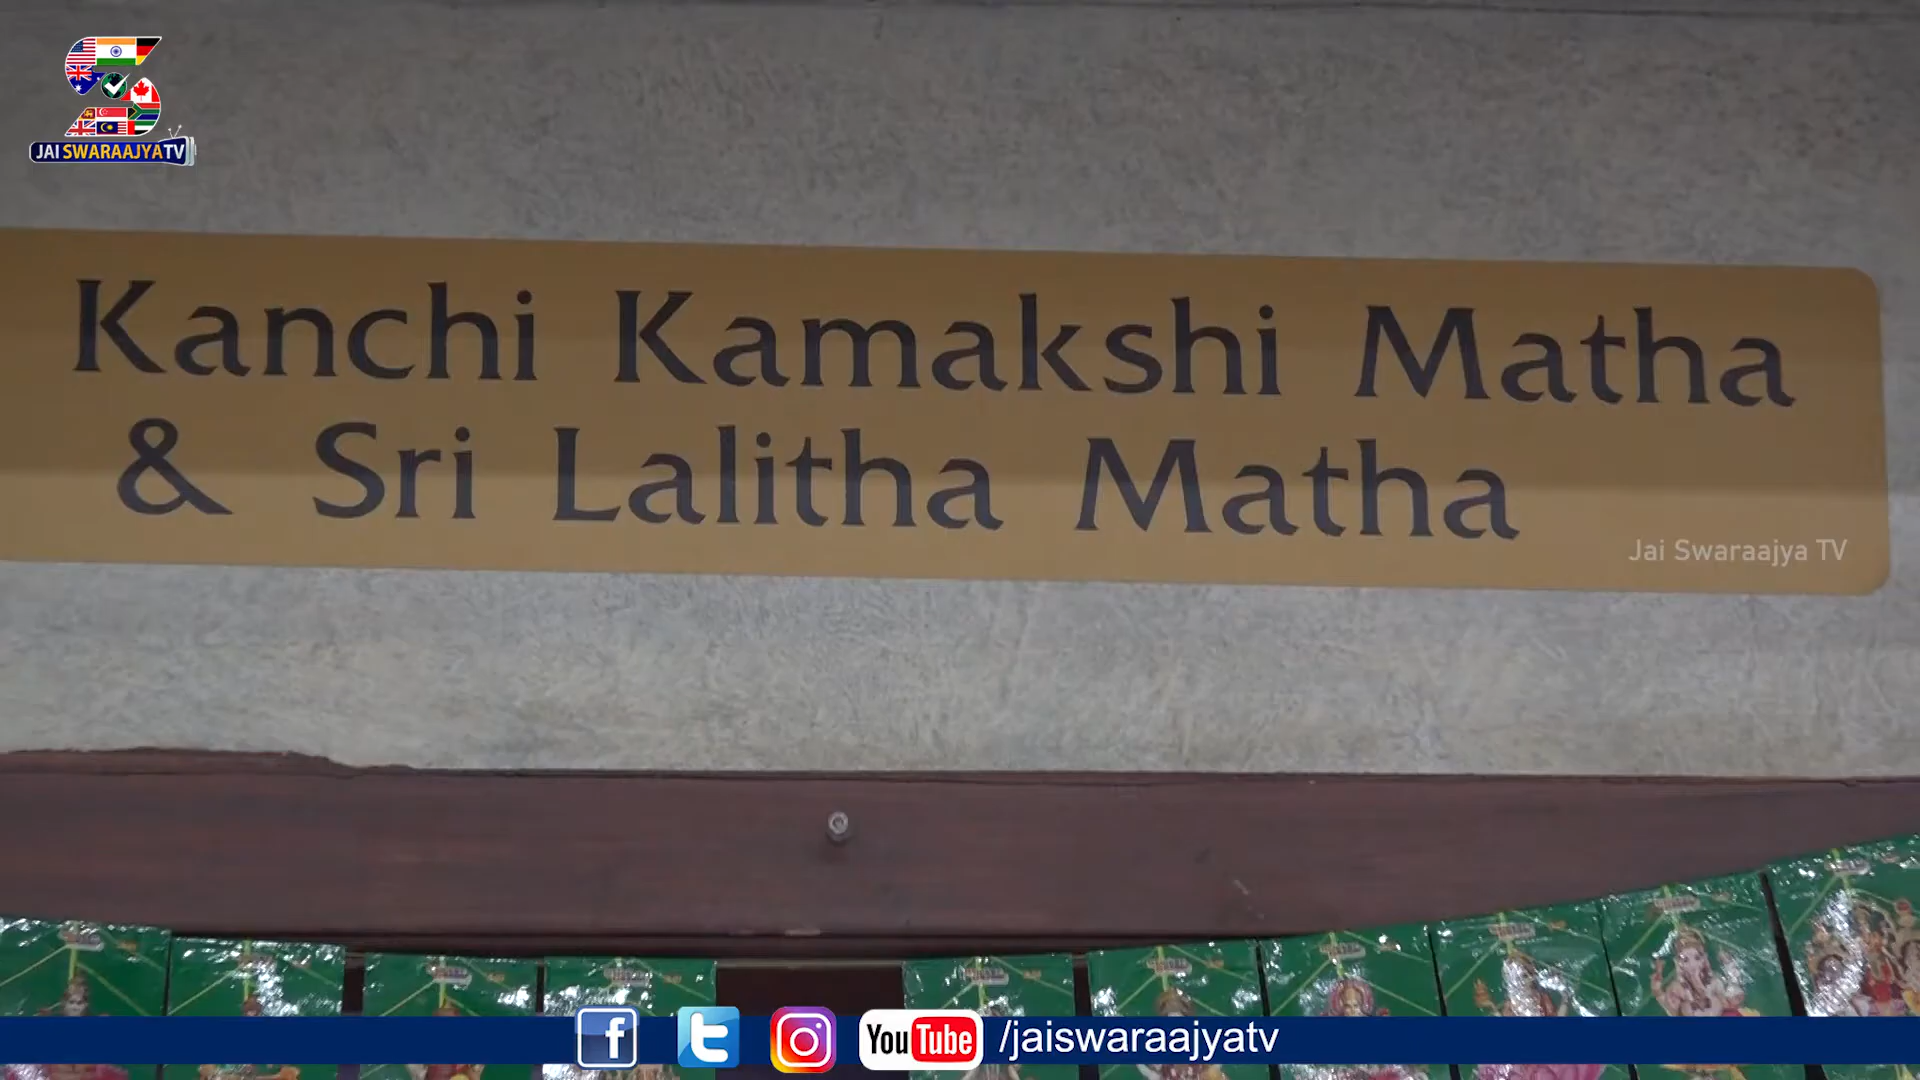 JAI SWARAAJYA TV
Kanchi Kamakshi Matha
& Sri Lalitha Matha
Jai Swaraajya TV
You Tube /jaiswaraajyatv